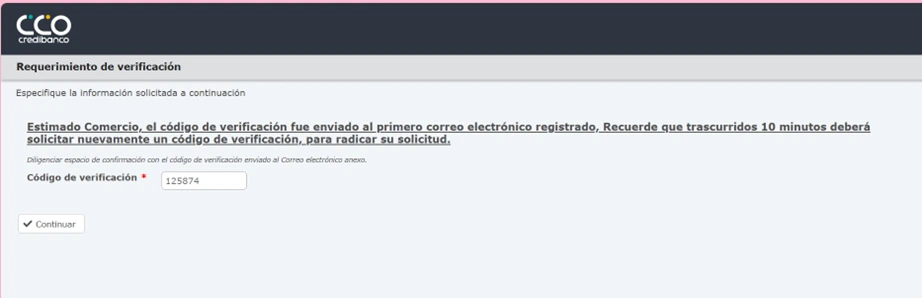 CCO
credibanco
Requerimiento de verificación
Especifique la información solicitada a continuación
Estimado Comercio, el código de verificación fue enviado al primero correo electrónico registrado, Recuerde que trascurridos 10 minutos deberá
solicitar nuevamente un código de verificación, para radicar su solicitud.
Diligenciar espacio de confirmación con el código de verificación enviado al Correo electrónico anexo.
Código de verificación * 125874
Continuar